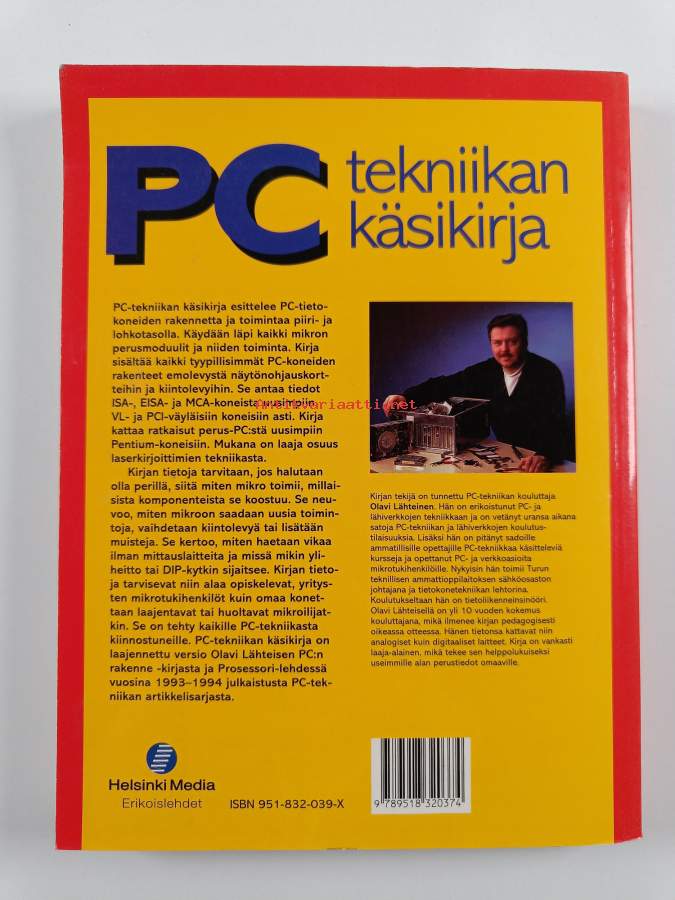 PC tekniikan
käsikirja
PC-tekniikan käsikirja esittelee PC-tieto-
koneiden rakennetta ja toimintaa piiri- ja
lohkotasolla. Käydään läpi kaikki mikron
perusmoduulit ja niiden toiminta. Kirja
sisältää kaikki tyypillisimmät PC-koneiden
rakenteet emolevystä näytönohjauskort-
teihin ja kiintolevyihin. Se antaa tiedot
ISA-, EISA- ja MCA-koneista uusimpiin
VL- ja PCI-väyläisiin koneisiin asti. Kirja
kattaa ratkaisut perus-PC:stä uusimpiin
Pentium-koneisiin. Mukana on laaja osuus
laserkirjoittimien tekniikasta.
Kirjan tietoja tarvitaan, jos halutaan
olla perillä, siitä miten mikro toimii, millai-
sista komponenteista se koostuu. Se neu-
voo, miten mikroon saadaan uusia toimin-
toja, vaihdetaan kiintolevyä tai lisätään
muisteja. Se kertoo, miten haetaan vikaa
ilman mittauslaitteita ja missä mikin yli-
heitto tai DIP-kytkin sijaitsee. Kirjan tieto-
ja tarvisevat niin alaa opiskelevat, yritys-
ten mikrotukihenkilöt kuin omaa konet-
taan laajentavat tai huoltavat mikroilijat-
kin. Se on tehty kaikille PC-tekniikasta
kiinnostuneille. PC-tekniikan käsikirja on
laajennettu versio Olavi Lähteisen PC:n
rakenne -kirjasta ja Prosessori-lehdessä
vuosina 1993–1994 julkaistusta PC-tek-
niikan artikkelisarjasta.
Antikvariaatti.net
Kirjan tekijä on tunnettu PC-tekniikan kouluttaja
Olavi Lähteinen. Hän on erikoistunut PC- ja
lähiverkkojen tekniikkaan ja on vetänyt uransa aikana
satoja PC-tekniikan ja lähiverkkojen koulutus-
tilaisuuksia. Lisäksi hän on pitänyt sadoille
ammatillisille opettajille PC-tekniikkaa käsitteleviä
kursseja ja opettanut PC- ja verkkoasioita
mikrotukihenkilöille. Nykyisin hän toimii Turun
teknillisen ammattioppilaitoksen sähköosaston
johtajana ja tietokonetekniikan lehtorina.
Koulutukseltaan hän on tietoliikenneinsinööri.
Olavi Lähteisellä on yli 10 vuoden kokemus
kouluttajana, mikä ilmenee kirjan pedagogisesti
oikeassa otteessa. Hänen tietonsa kattavat niin
analogiset kuin digitaaliset laitteet. Kirja on vankasti
laaja-alainen, mikä tekee sen helppolukuiseksi
useimmille alan perustiedot omaaville.
Helsinki Media
Erikoislehdet
ISBN 951-832-039-X
9 789518 320374